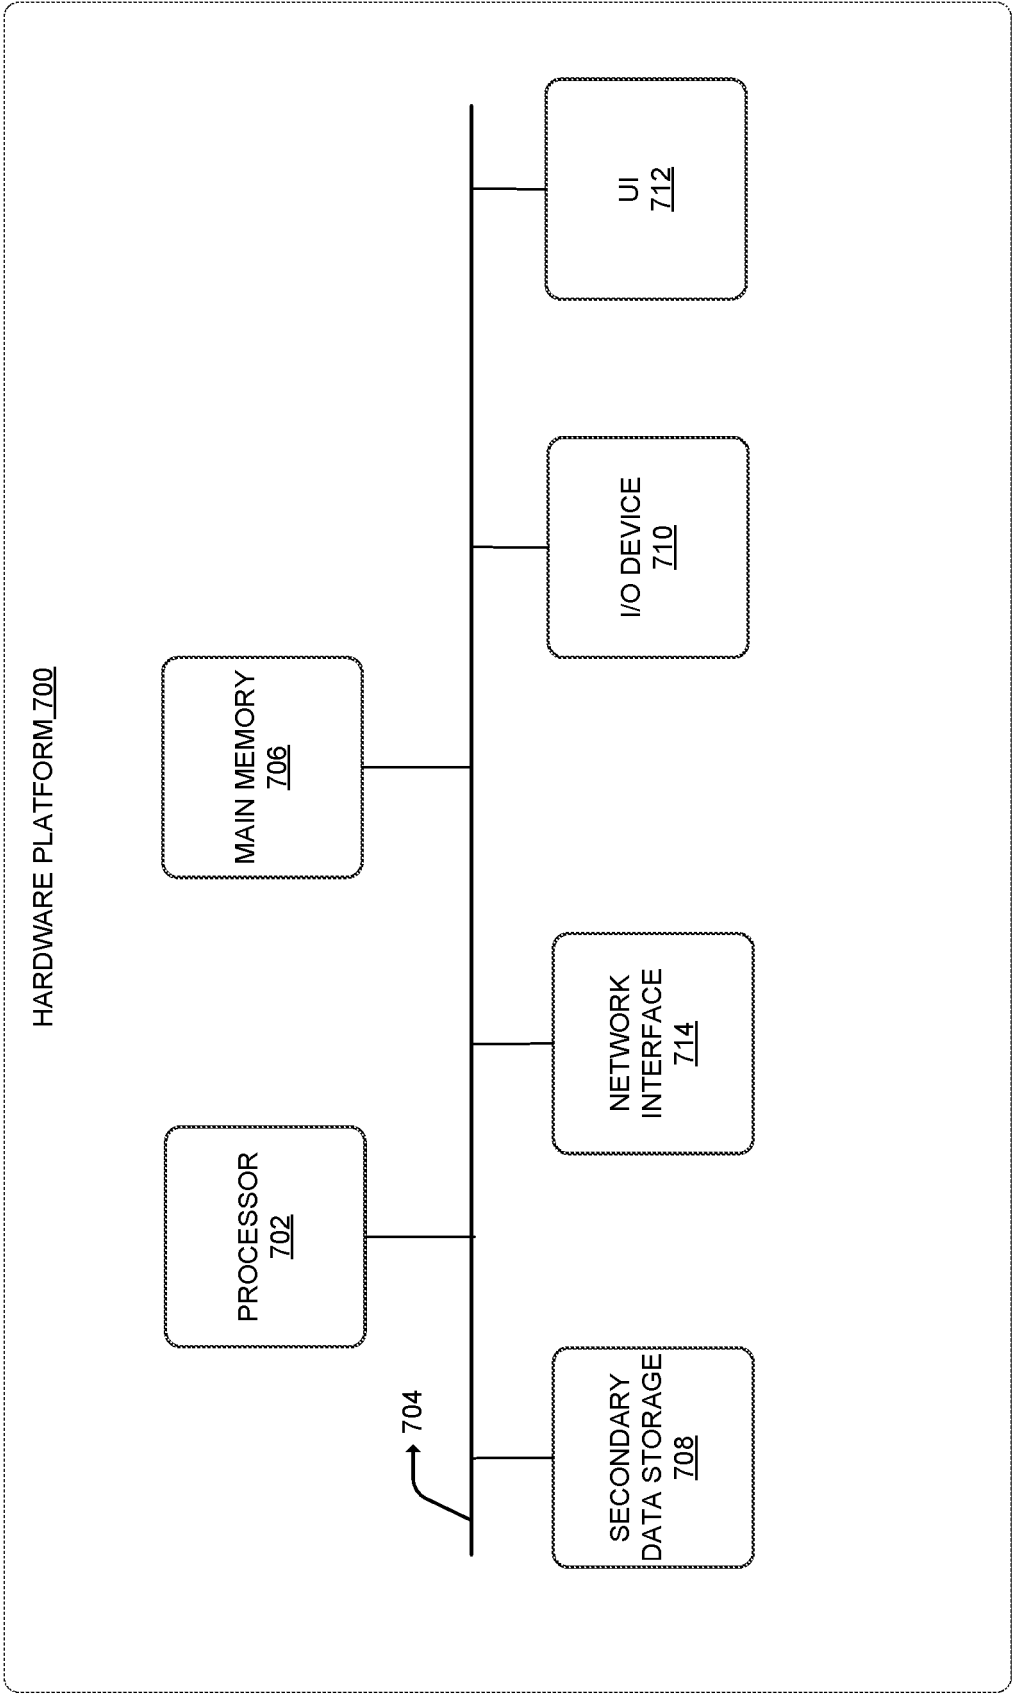 HARDWARE PLATFORM 700
PROCESSOR
702
MAIN MEMORY
706
704
SECONDARY
DATA STORAGE
708
NETWORK
INTERFACE
714
I/O DEVICE
710
UI
712